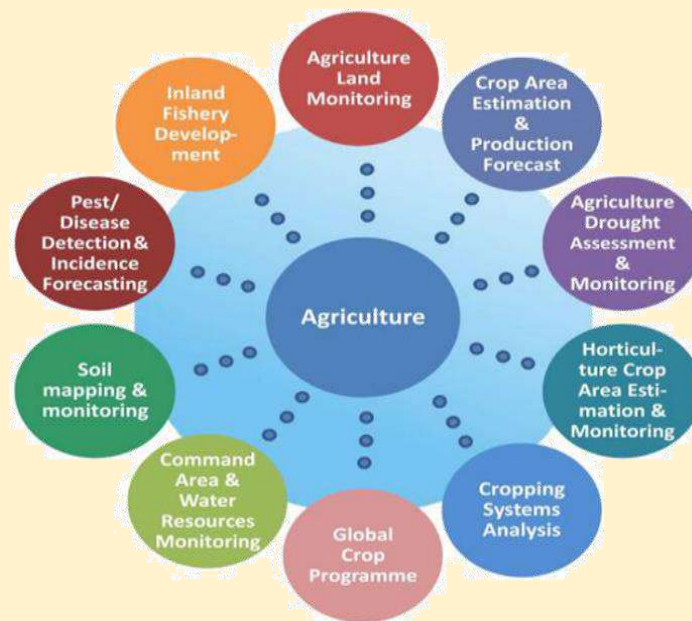 Agriculture
Land
Monitoring
Crop Area
Estimation
&
Production
Forecast
Agriculture
Drought
Assessment
&
Monitoring
Horticul-
ture Crop
Area Esti-
mation &
Monitoring
Cropping
Systems
Analysis
Global
Crop
Programme
Command
Area &
Water
Resources
Monitoring
Soil
mapping &
monitoring
Pest/
Disease
Detection &
Incidence
Forecasting
Inland
Fishery
Develop-
ment
Agriculture